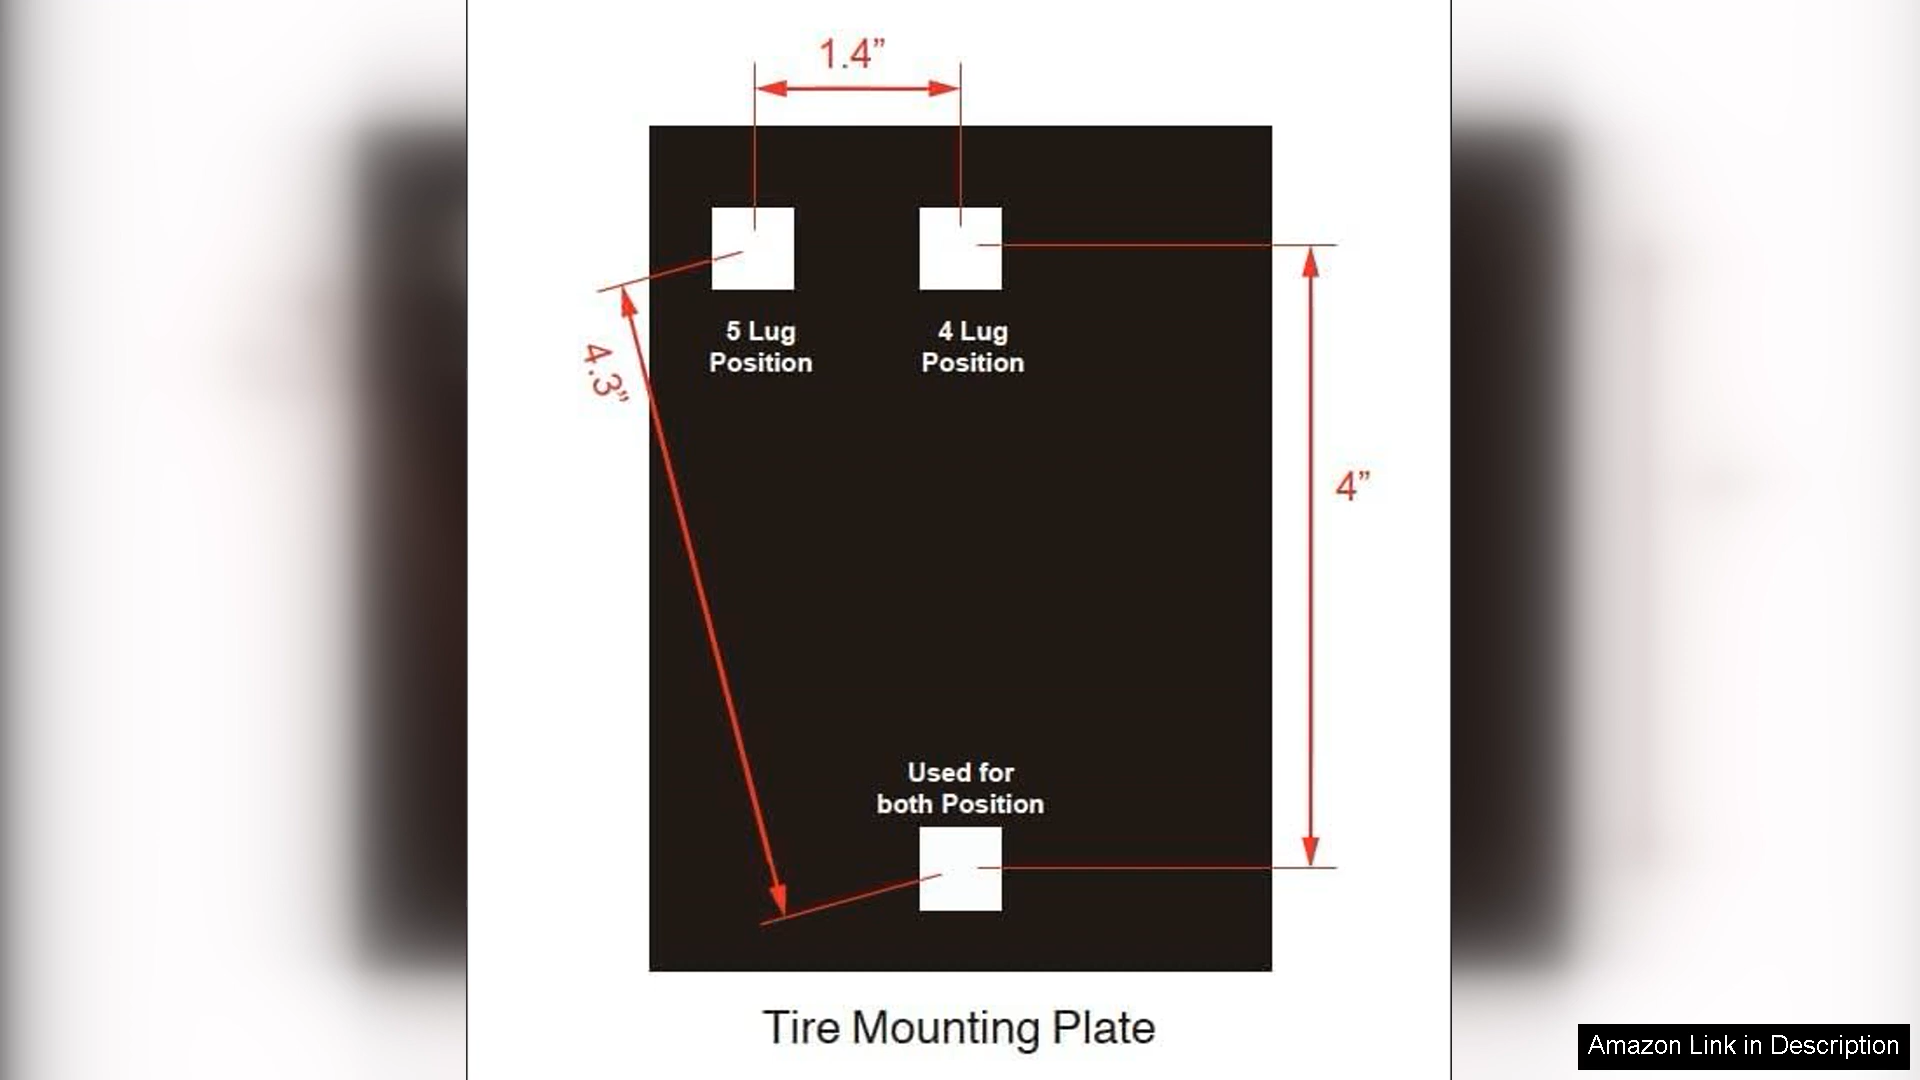 1.4”
5 Lug
Position
4 Lug
Position
4.3”
4”
Used for
both Position
Tire Mounting Plate
Amazon Link in Description